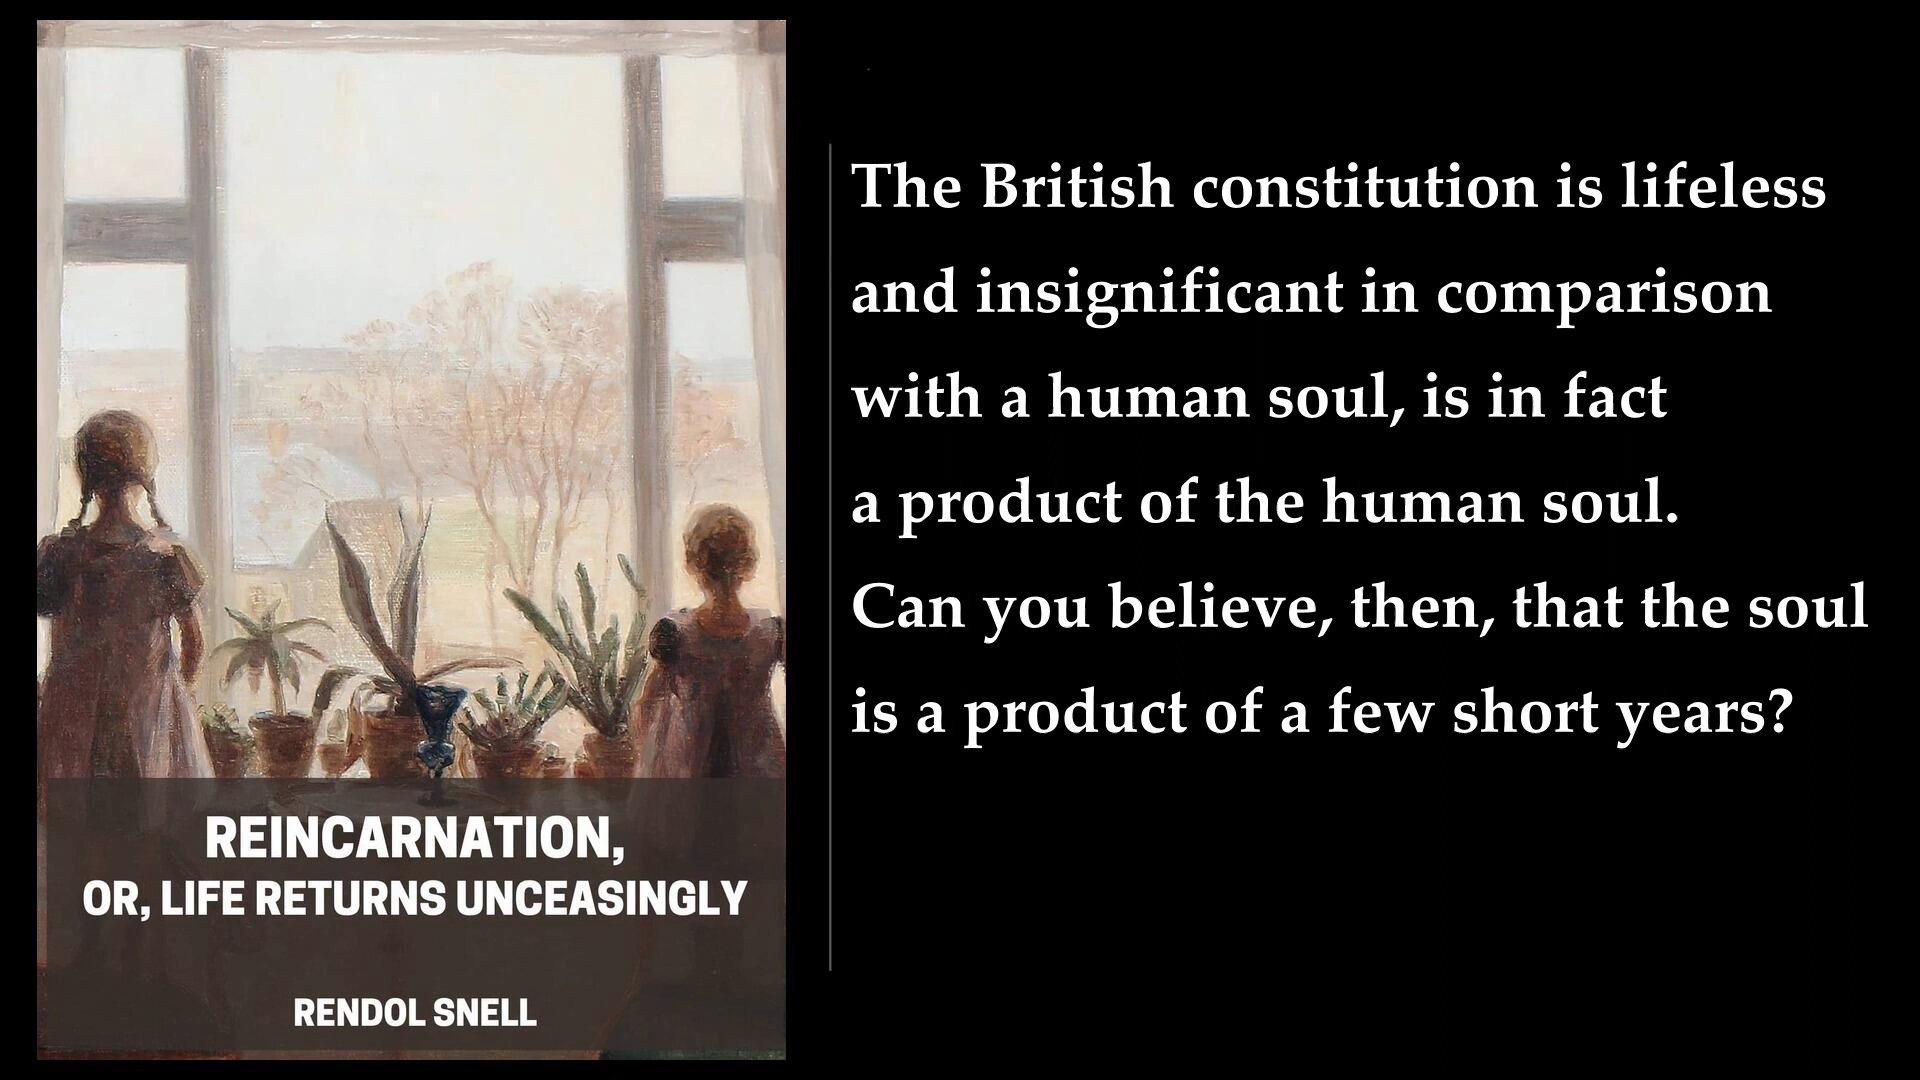 REINCARNATION,
OR, LIFE RETURNS UNCEASINGLY
RENDOL SNELL
The British constitution is lifeless
and insignificant in comparison
with a human soul, is in fact
a product of the human soul.
Can you believe, then, that the soul
is a product of a few short years?